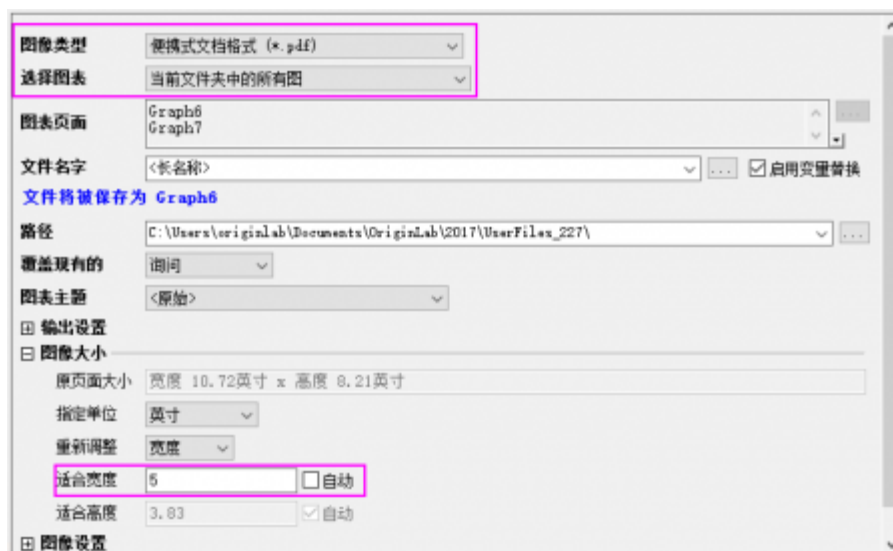 图像类型 便携式文档格式 (*.pdf)
选择图表 当前文件夹中的所有图
图表页面 Graph6
Graph7
...
文件名字 <长名称> ... 启用变量替换
文件将被保存为 Graph6
路径 C:\Users\originlab\Documents\OriginLab\2017\UserFiles_227\ ...
覆盖现有的 询问
图表主题 <原始>
输出设置
图像大小
原页面大小 宽度 10.72英寸 x 高度 8.21英寸
指定单位 英寸
重新调整 宽度
适合宽度 5 自动
适合高度 3.83 自动
图像设置